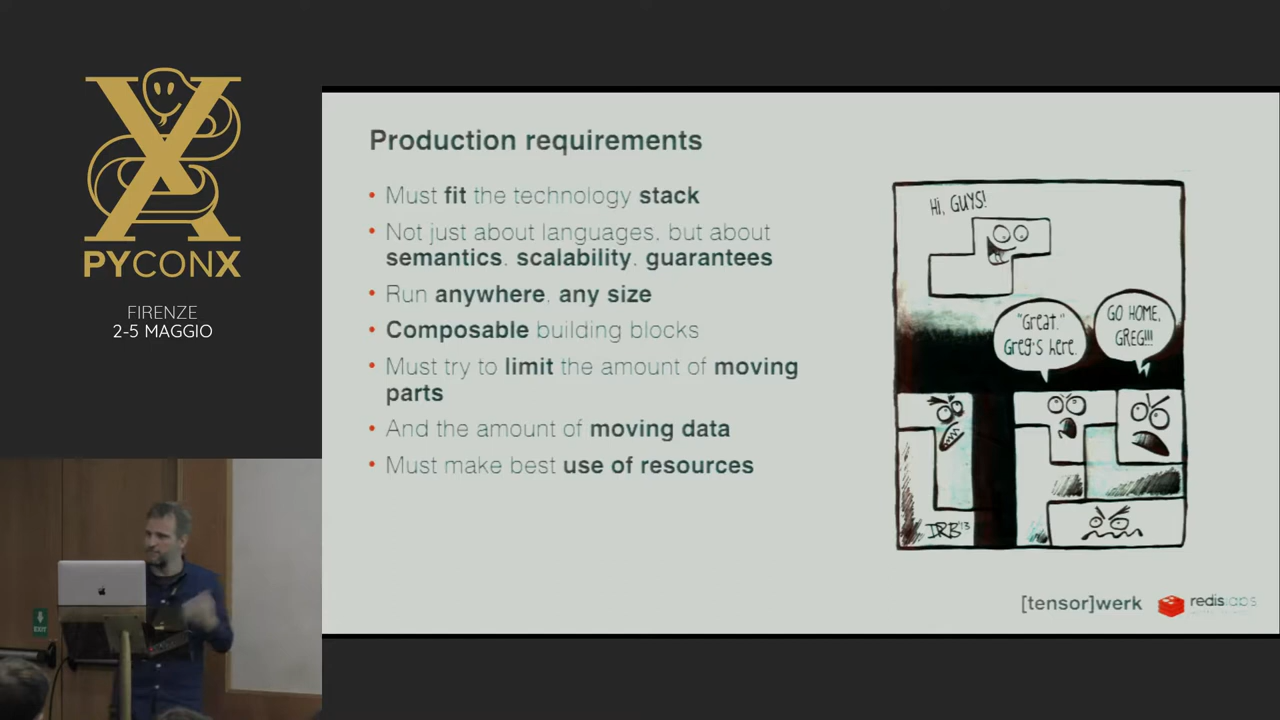 PYCONX
FIRENZE
2-5 MAGGIO
EXIT
Production requirements
• Must fit the technology stack
• Not just about languages, but about
semantics, scalability, guarantees
• Run anywhere, any size
• Composable building blocks
• Must try to limit the amount of moving
parts
• And the amount of moving data
• Must make best use of resources
HI, GUYS!
"Great."
Greg's here.
GO HOME,
GREG!!!
DRB'13
[tensor]werk
redislabs